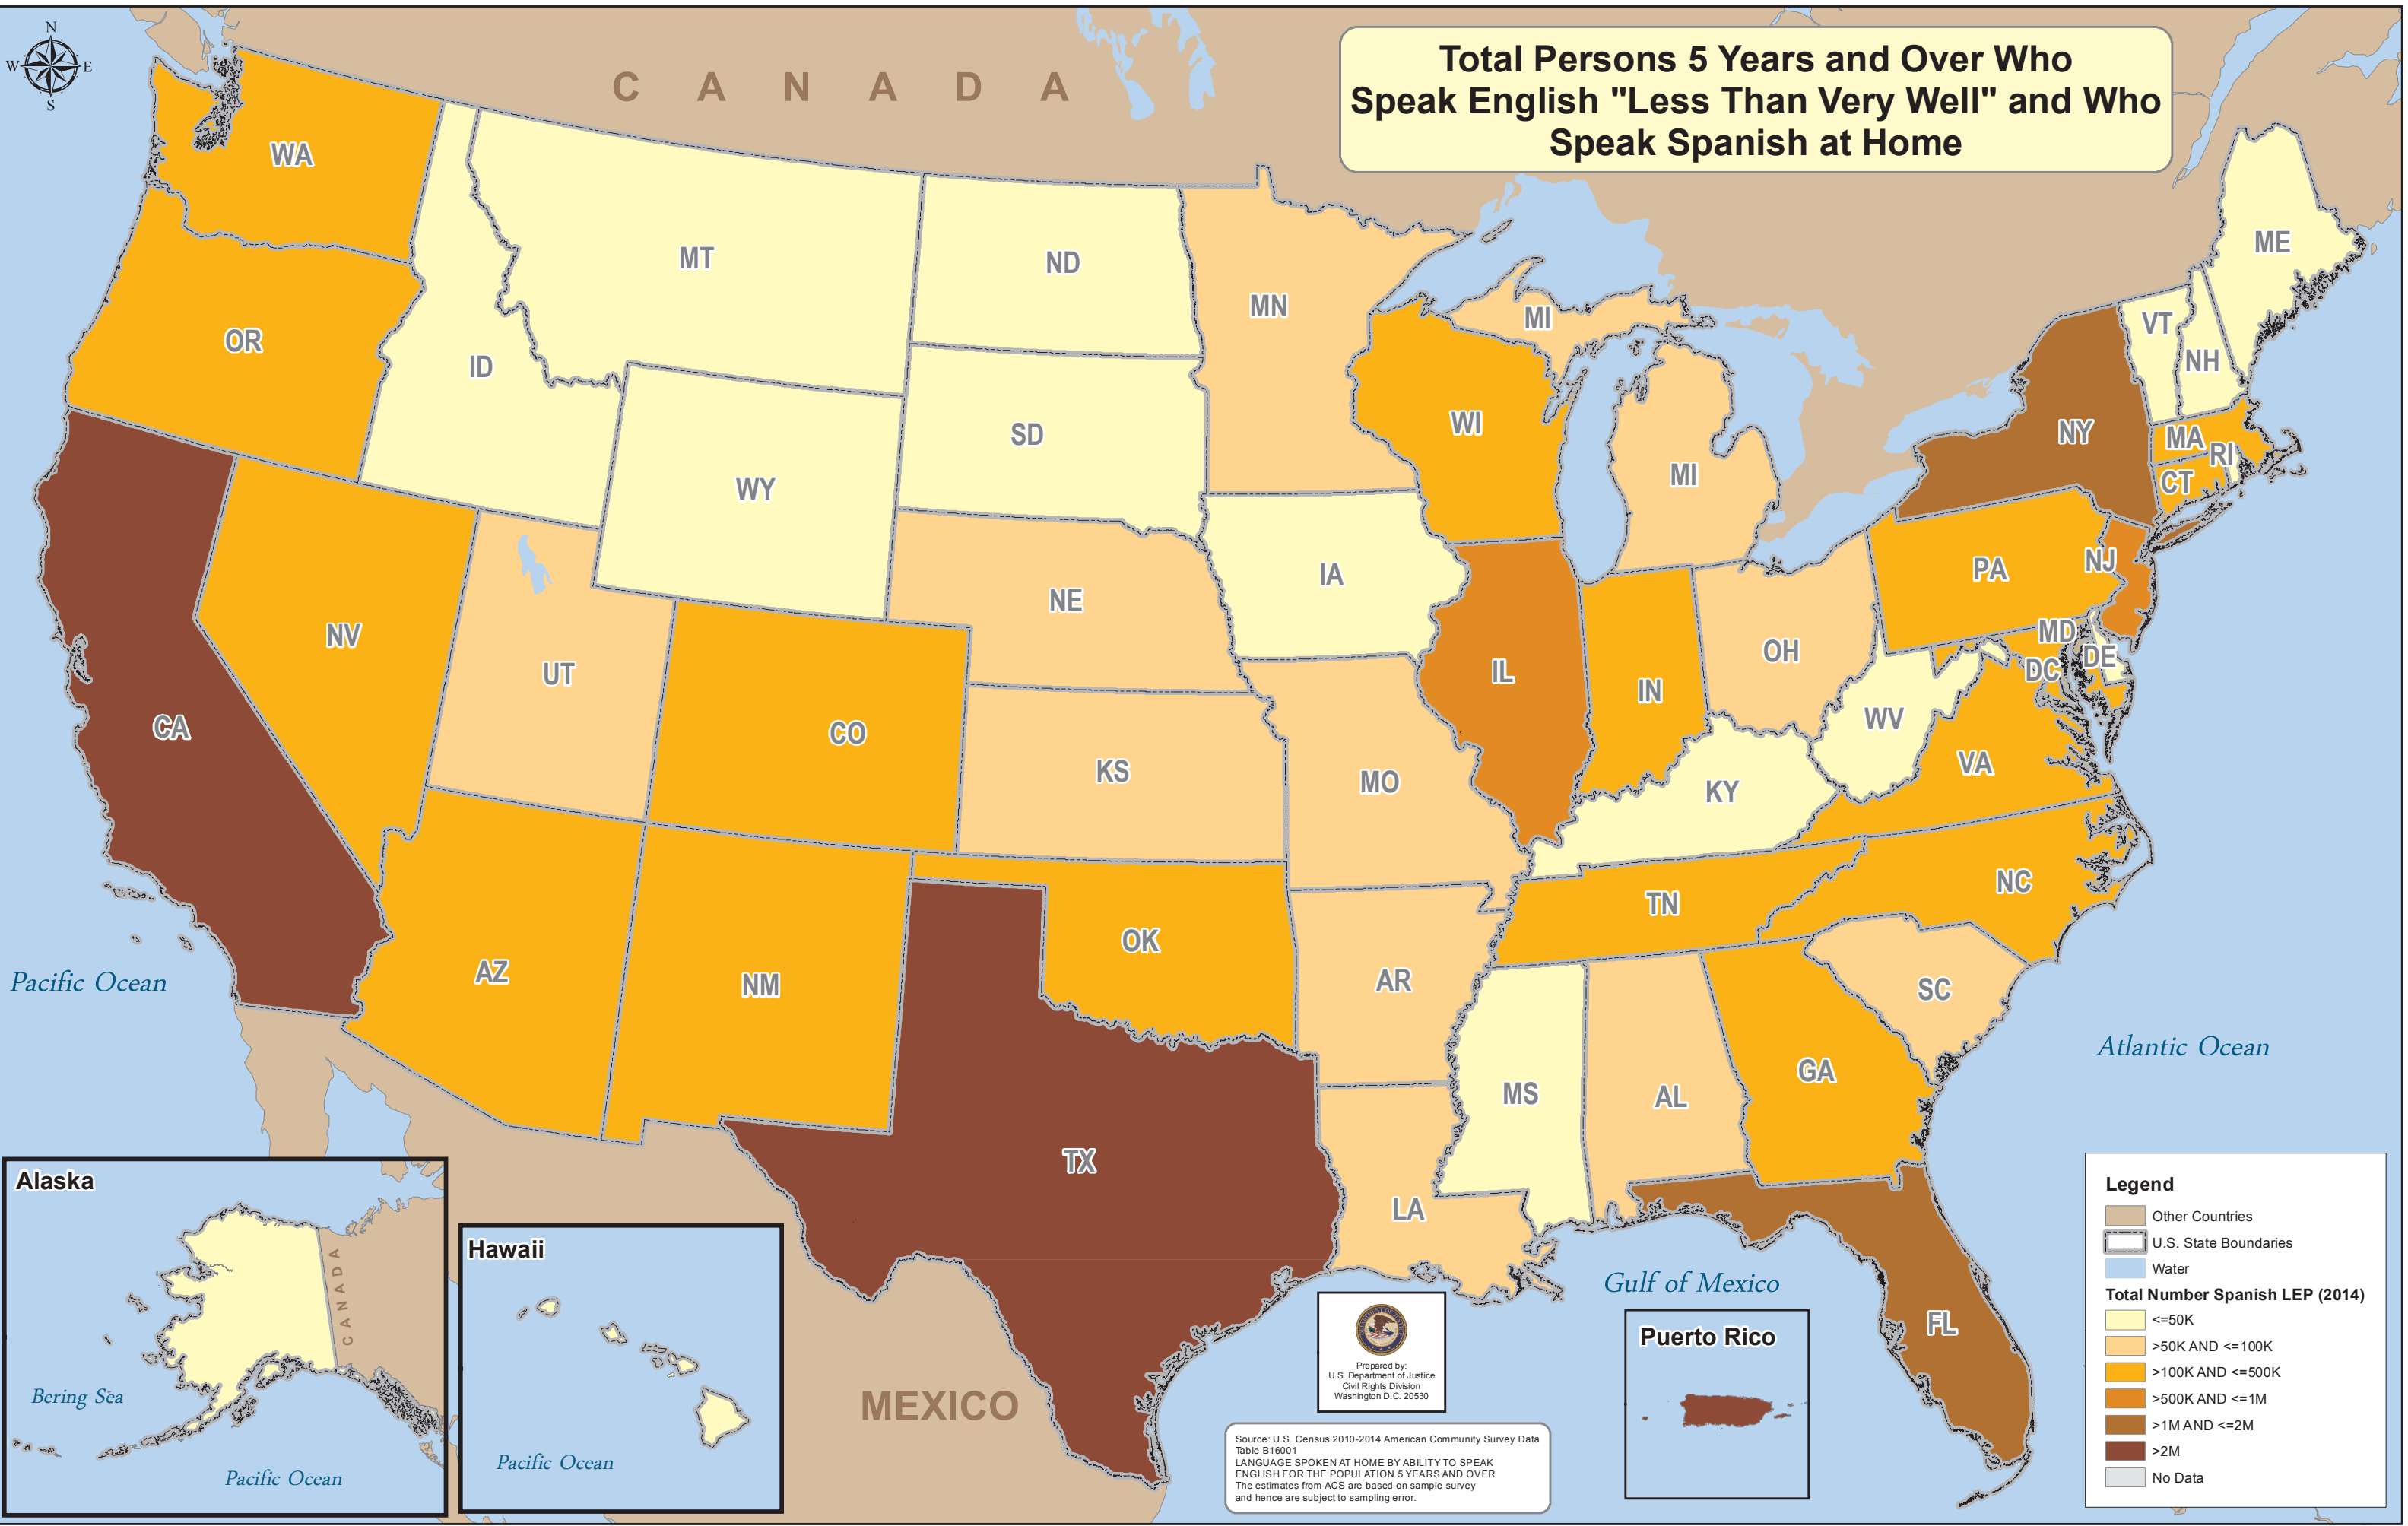 N
W E
S
CANADA
Total Persons 5 Years and Over Who
Speak English "Less Than Very Well" and Who
Speak Spanish at Home
WA
MT
ND
MN
ME
OR
ID
MI
VT
NH
SD
WI
NY
MA
RI
WY
MI
CT
IA
PA
NJ
NE
NV
UT
OH
MD
DE
DC
IL
IN
WV
CA
CO
KS
MO
KY
VA
TN
NC
OK
AZ
NM
AR
SC
Pacific Ocean
Atlantic Ocean
GA
MS
AL
TX
LA
FL
Gulf of Mexico
MEXICO
Alaska
CANADA
Bering Sea
Pacific Ocean
Hawaii
Pacific Ocean
Prepared by:
U.S. Department of Justice
Civil Rights Division
Washington D.C. 20530
Source: U.S. Census 2010-2014 American Community Survey Data
Table B16001
LANGUAGE SPOKEN AT HOME BY ABILITY TO SPEAK
ENGLISH FOR THE POPULATION 5 YEARS AND OVER
The estimates from ACS are based on sample survey
and hence are subject to sampling error.
Puerto Rico
Legend
Other Countries
U.S. State Boundaries
Water
Total Number Spanish LEP (2014)
<=50K
>50K AND <=100K
>100K AND <=500K
>500K AND <=1M
>1M AND <=2M
>2M
No Data